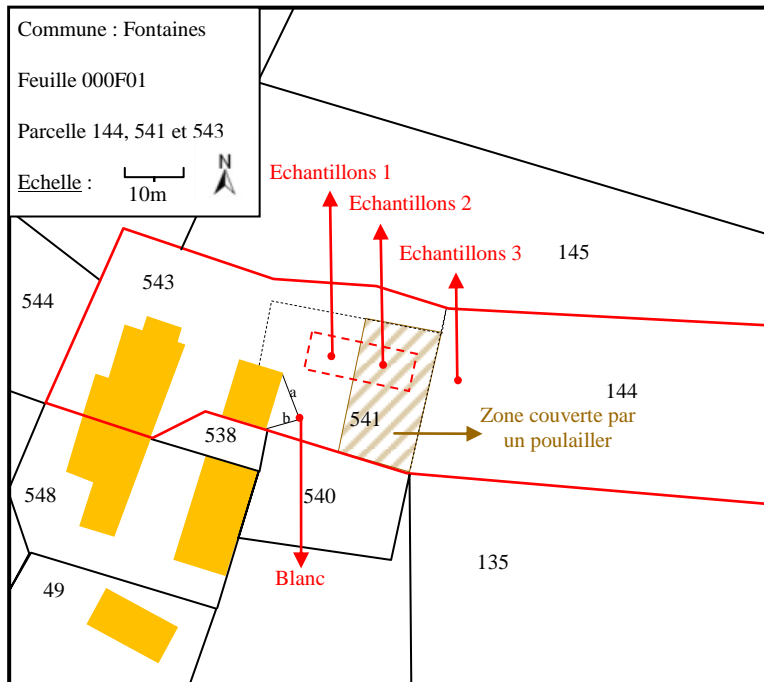 Commune : Fontaines
Feuille 000F01
Parcelle 144, 541 et 543
Echelle :
10m
N
Echantillons 1
Echantillons 2
Echantillons 3
145
543
544
144
a
b
541
Zone couverte par
un poulailler
538
540
548
135
Blanc
49